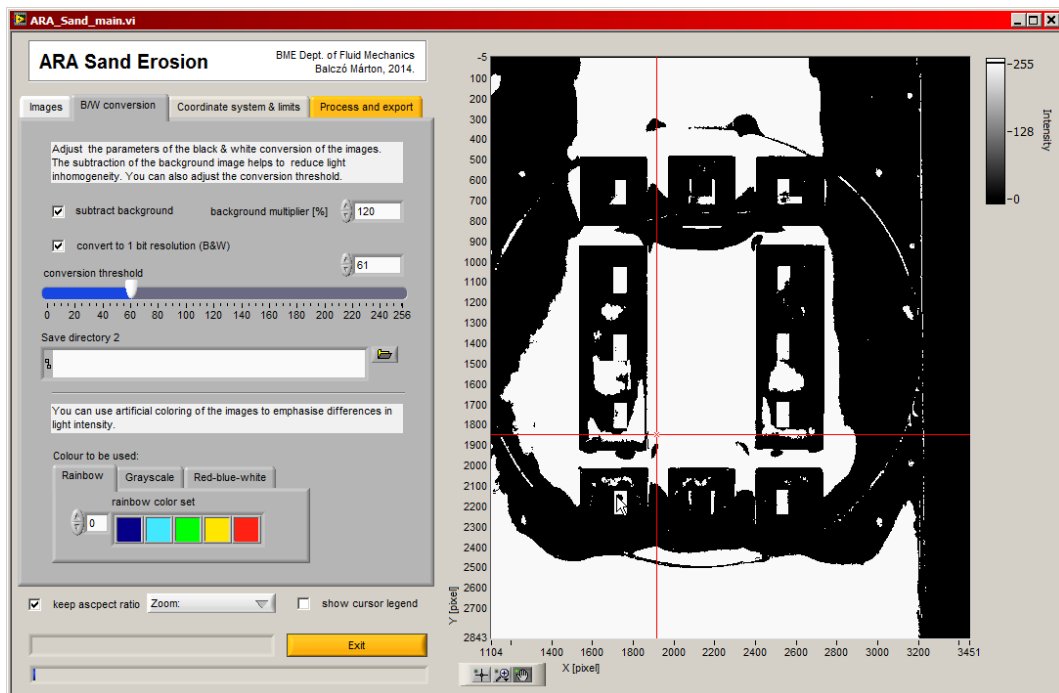 ARA_Sand_main.vi
ARA Sand Erosion
BME Dept. of Fluid Mechanics
Balczó Márton, 2014.
Images
B/W conversion
Coordinate system & limits
Process and export
Adjust the parameters of the black & white conversion of the images.
The subtraction of the background image helps to reduce light
inhomogeneity. You can also adjust the conversion threshold.
subtract background
background multiplier [%]
120
convert to 1 bit resolution (B&W)
61
conversion threshold
0 20 40 60 80 100 120 140 160 180 200 220 240 256
Save directory 2
You can use artificial coloring of the images to emphasise differences in
light intensity.
Colour to be used:
Rainbow
Grayscale
Red-blue-white
rainbow color set
0
keep ascpect ratio
Zoom:
show cursor legend
Exit
-5
100
200
300
400
500
600
700
800
900
1000
1100
1200
1300
1400
1500
1600
1700
1800
1900
2000
2100
2200
2300
2400
2500
2600
2700
2843
Y [pixel]
1104 1400 1600 1800 2000 2200 2400 2600 2800 3000 3200 3451
X [pixel]
-255
-128
-0
Intensity